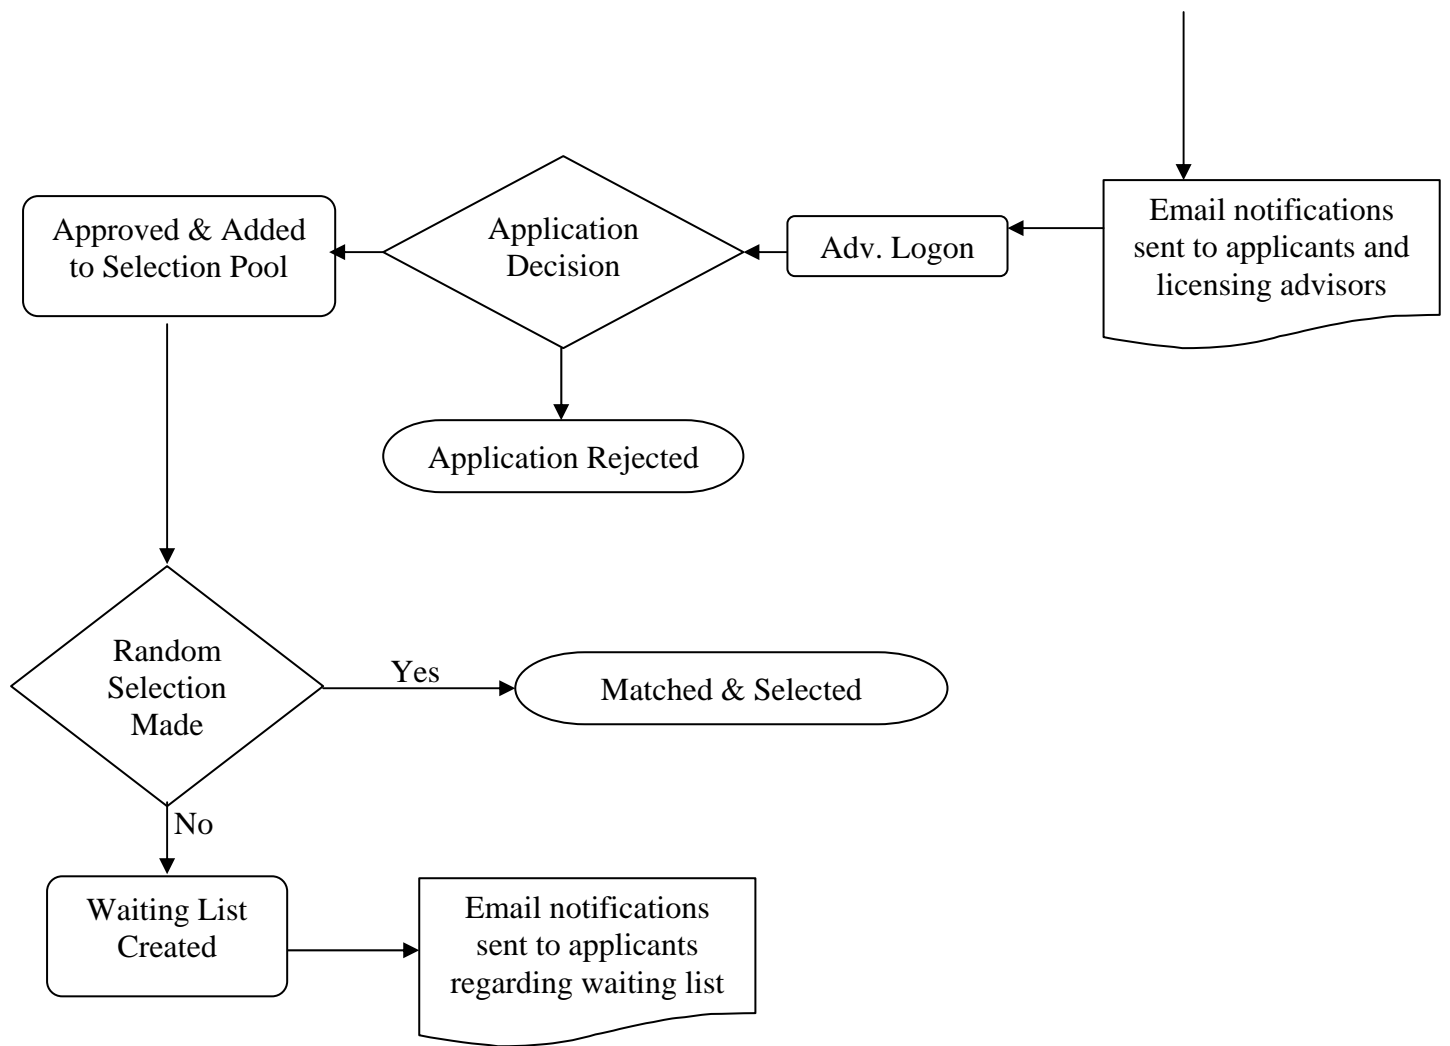 Email notifications
sent to applicants and
licensing advisors
Adv. Logon
Application
Decision
Approved & Added
to Selection Pool
Application Rejected
Random
Selection
Made
Yes
Matched & Selected
No
Waiting List
Created
Email notifications
sent to applicants
regarding waiting list